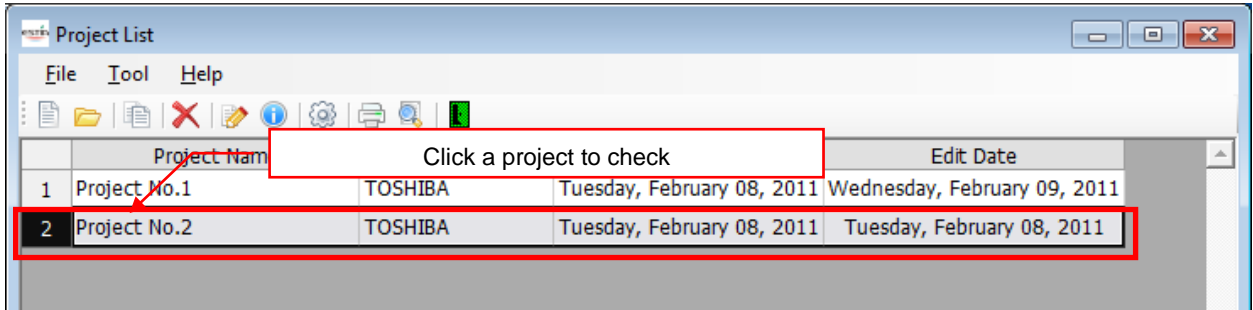 Project List
File Tool Help
Project Nam Click a project to check Edit Date
1 Project No.1 TOSHIBA Tuesday, February 08, 2011 Wednesday, February 09, 2011
2 Project No.2 TOSHIBA Tuesday, February 08, 2011 Tuesday, February 08, 2011